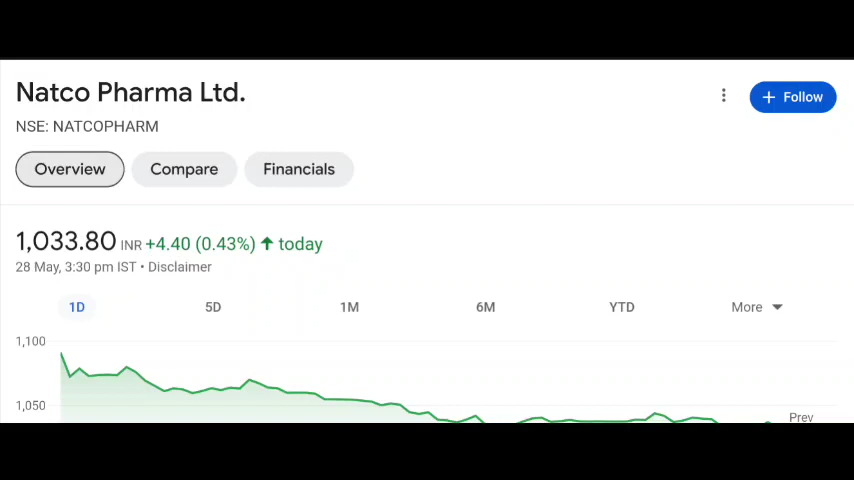 Natco Pharma Ltd.
+ Follow
NSE: NATCOPHARM
Overview Compare Financials
1,033.80 INR +4.40 (0.43%) ↑ today
28 May, 3:30 pm IST • Disclaimer
1D 5D 1M 6M YTD More
1,100
1,050
Prev